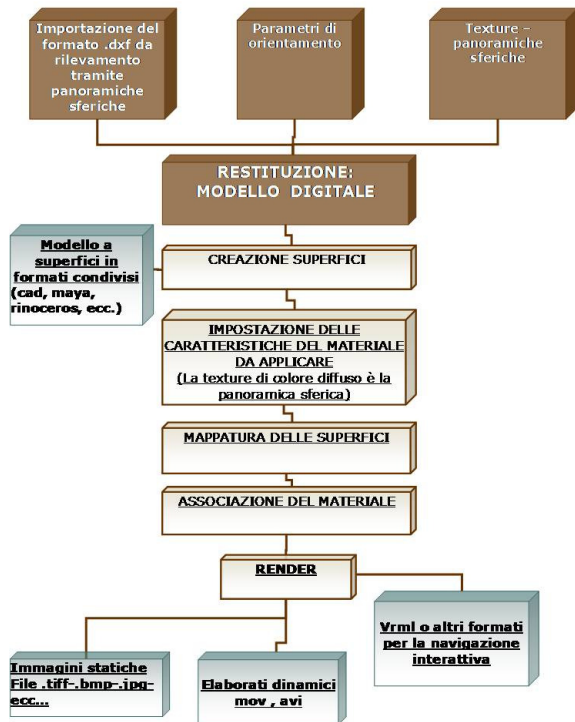 Importazione del
formato .dxf da
rilevamento
tramite
panoramiche
sferiche
Parametri di
orientamento
Texture –
panoramiche
sferiche
RESTITUZIONE:
MODELLO DIGITALE
Modello a
superfici in
formati condivisi
(cad, maya,
rinoceros, ecc.)
CREAZIONE SUPERFICI
IMPOSTAZIONE DELLE
CARATTERISTICHE DEL MATERIALE
DA APPLICARE
(La texture di colore diffuso è la
panoramica sferica)
MAPPATURA DELLE SUPERFICI
ASSOCIAZIONE DEL MATERIALE
RENDER
Immagini statiche
File .tiff-.bmp-.jpg-
ecc...
Elaborati dinamici
mov , avi
Vrml o altri formati
per la navigazione
interattiva